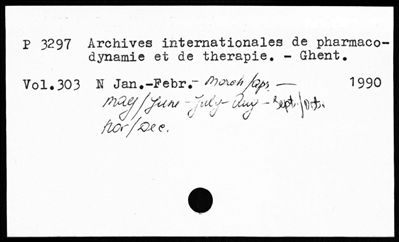 P 3297 Archives internationales de pharmaco-
dynamie et de therapie. - Ghent.
Vol.303 N Jan.-Febr.- March/Apr. - 1990
May/June - July-Aug - Sept./Oct.
Nov/Dec.